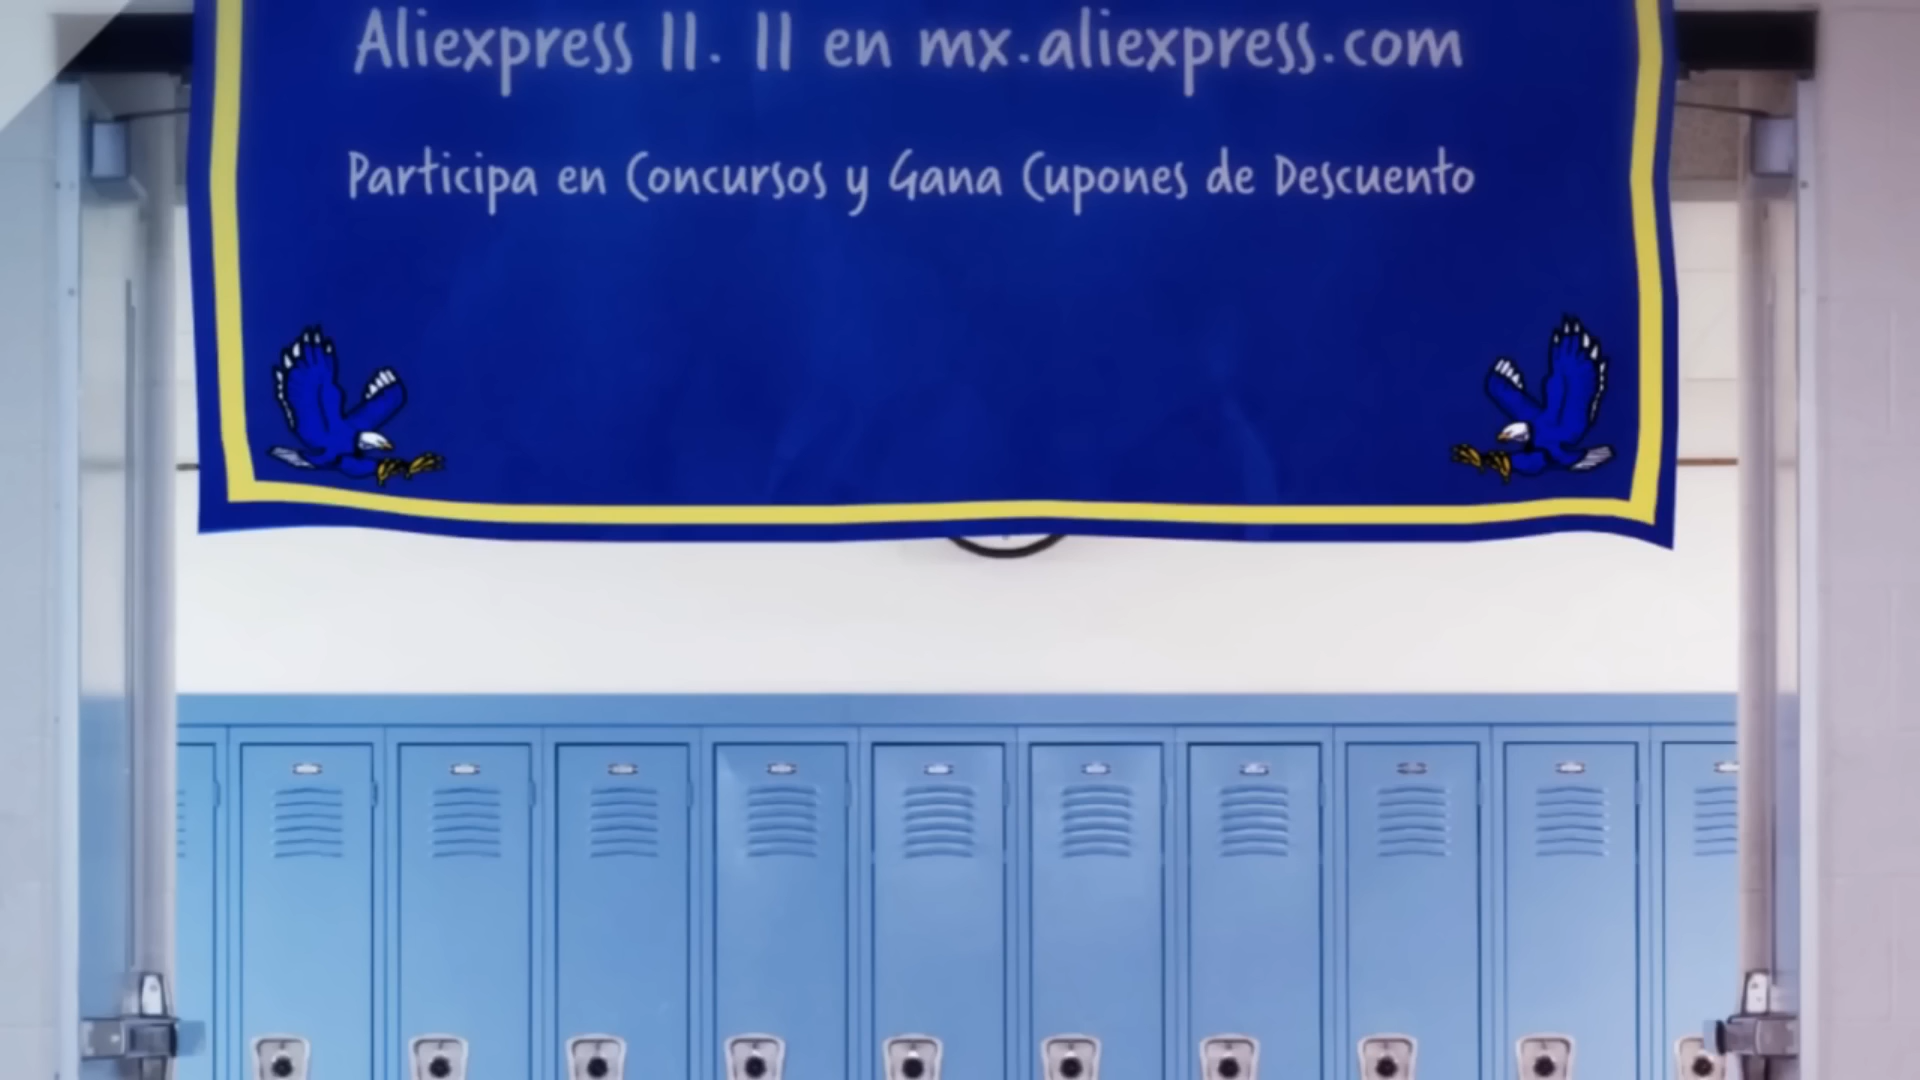 Aliexpress 11. 11 en mx.aliexpress.com
Participa en Concursos y Gana Cupones de Descuento